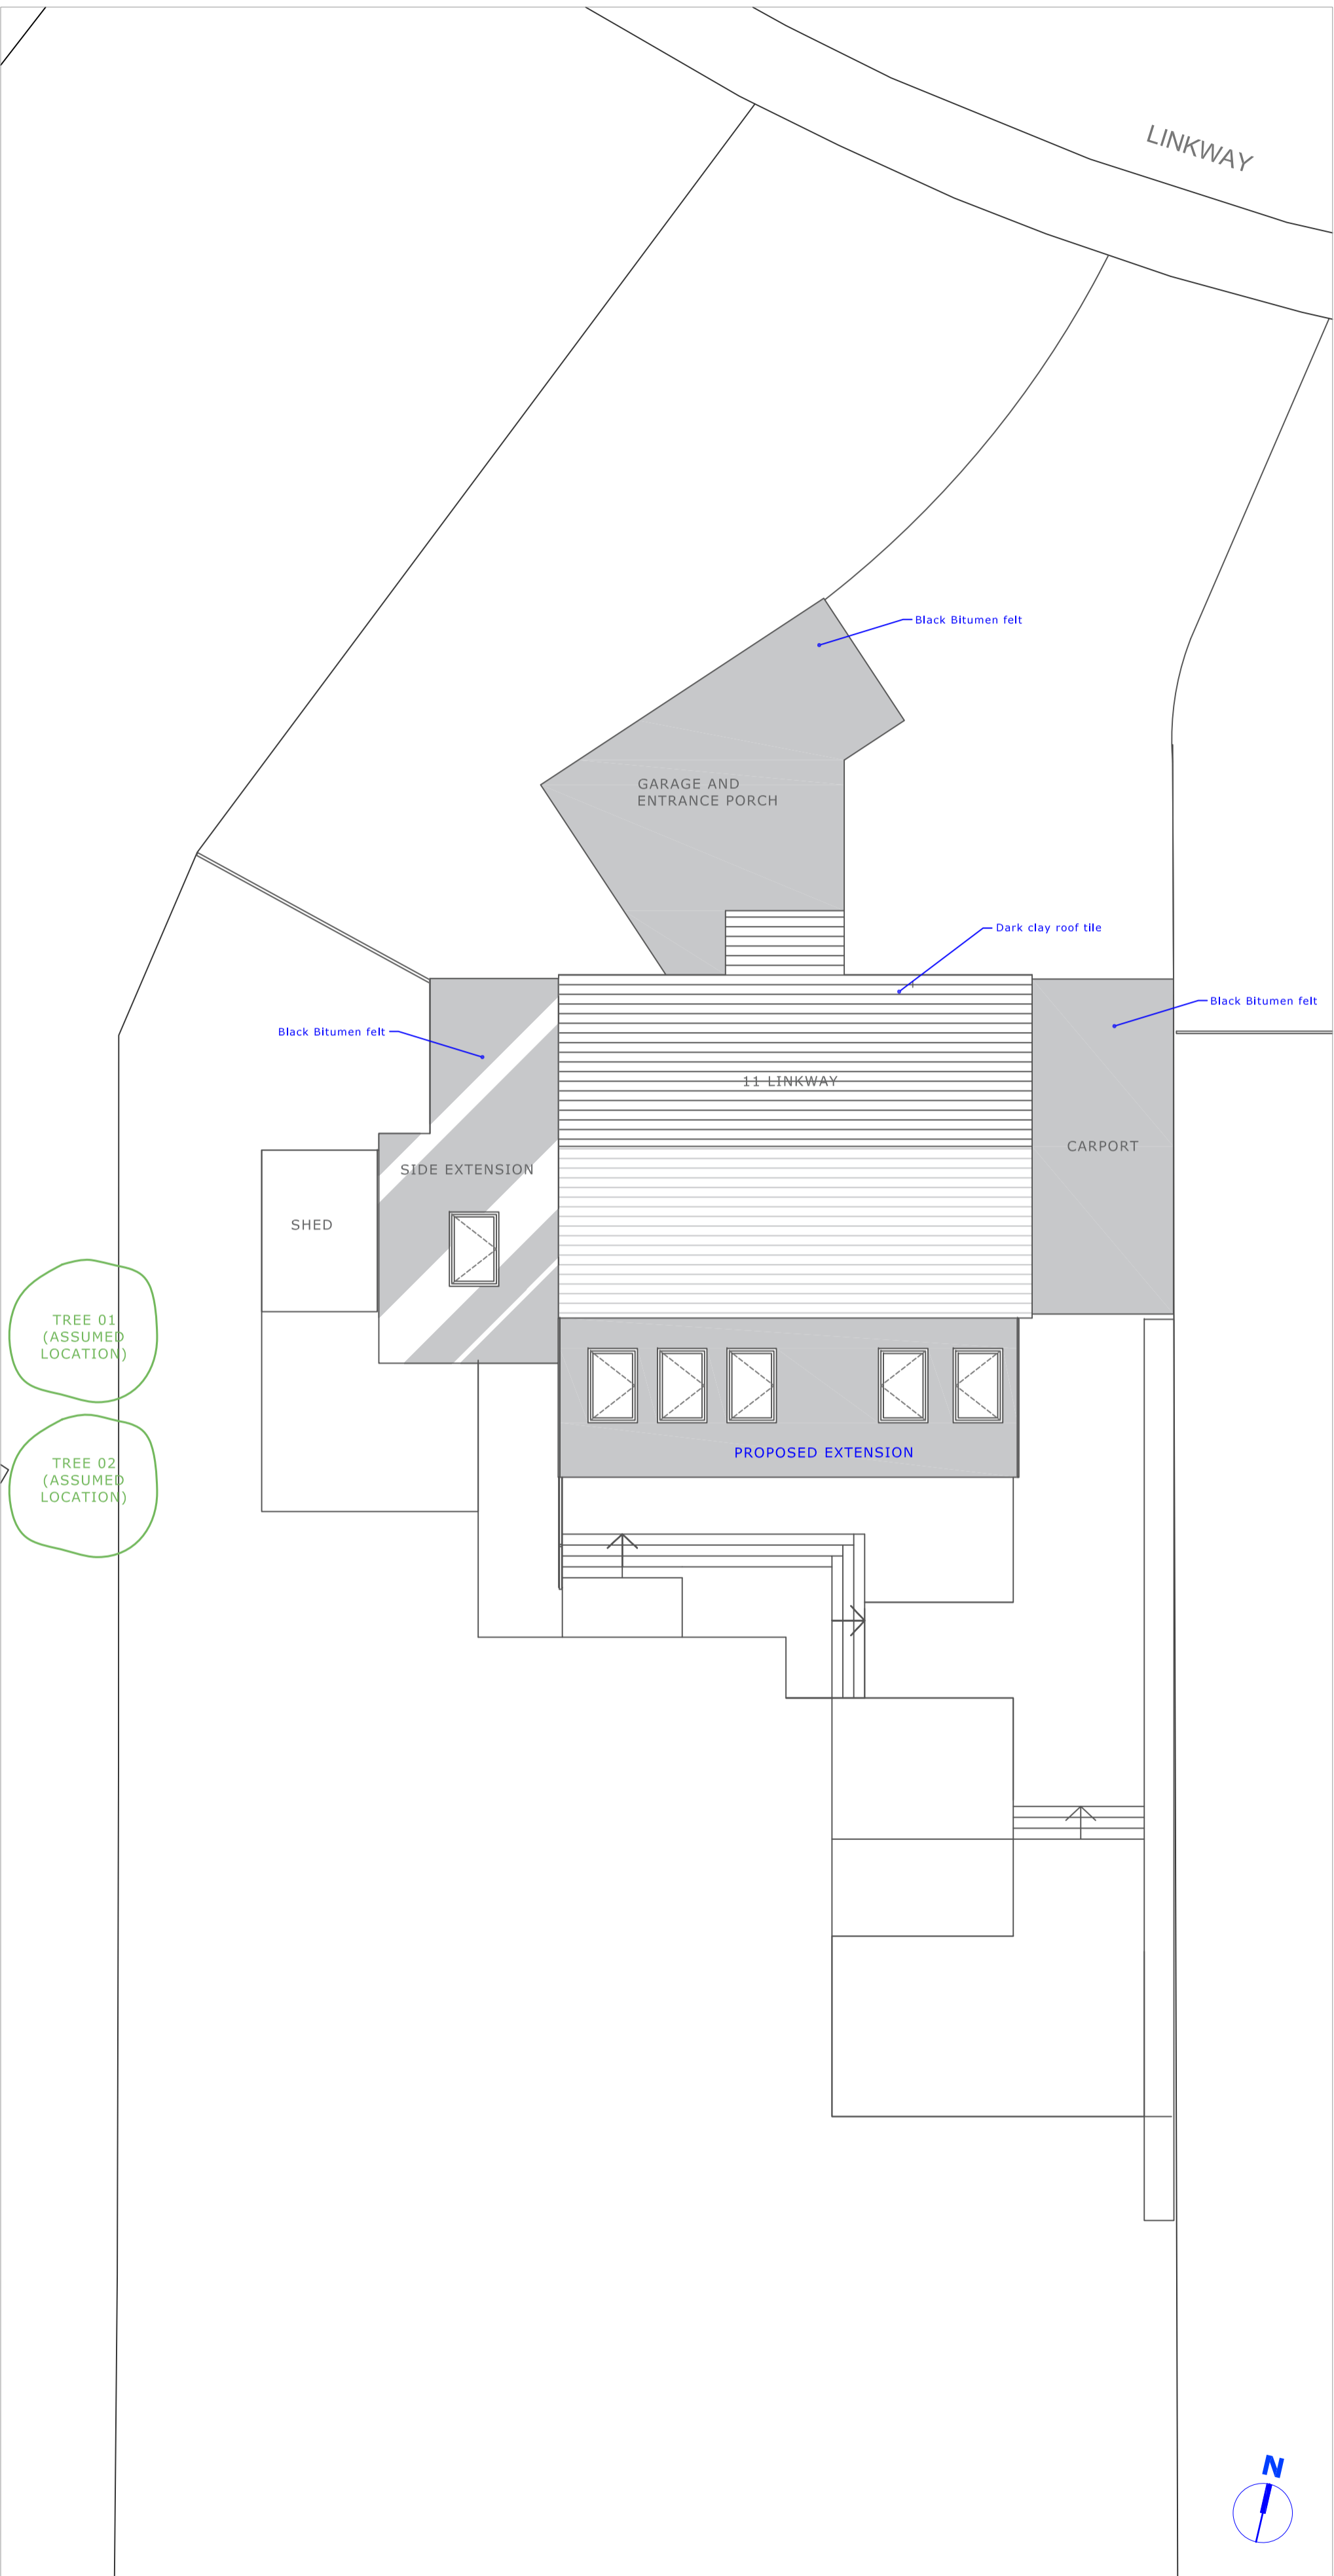 LINKWAY
Black Bitumen felt
GARAGE AND
ENTRANCE PORCH
Dark clay roof tile
Black Bitumen felt
Black Bitumen felt
11 LINKWAY
CARPORT
SIDE EXTENSION
SHED
TREE 01
(ASSUMED
LOCATION)
PROPOSED EXTENSION
TREE 02
(ASSUMED
LOCATION)
N